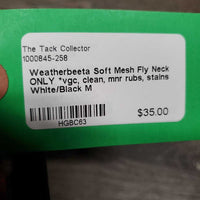 The Tack Collector
1000845-258
Weatherbeeta Soft Mesh Fly Neck
ONLY *vgc, clean, mnr rubs, stains
White/Black M
$35.00
HGBC63